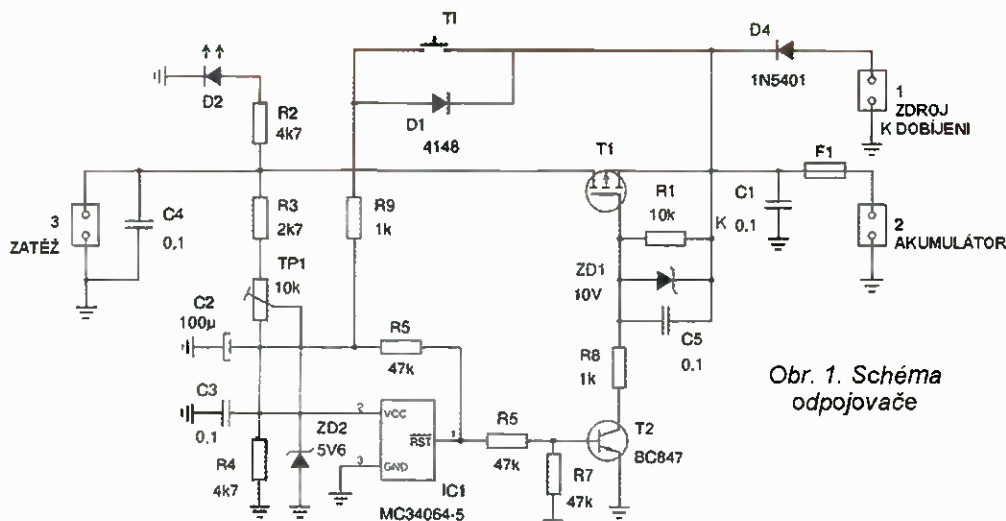 Tl
D4
1N5401
D2
R2
4k7
D1
4148
1
ZDROJ
K DOBÍJENI
T1
F1
3
ZATĚŽ
C4
0,1
R3
2k7
R9
1k
R1
10k
K
C1
0,1
2
AKUMULÁTOR
TP1
10k
ZD1
10V
C2
100µ
R5
47k
C5
0.1
R8
1k
Obr. 1. Schéma
odpojovače
C3
0,1
2
VCC
RST
1
3
GND
ZD2
5V6
R5
47k
T2
BC847
R4
4k7
R7
47k
IC1
MC34064-5